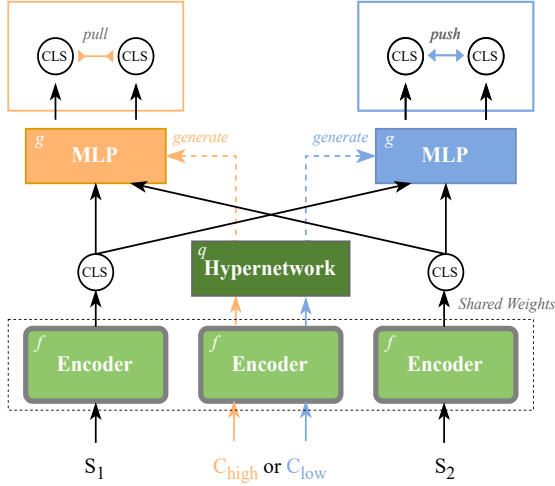 pull
push
CLS
CLS
CLS
CLS
g
MLP
generate
generate
g
MLP
CLS
q
Hypernetwork
CLS
Shared Weights
f
Encoder
f
Encoder
f
Encoder
S1
Chigh or Clow
S2